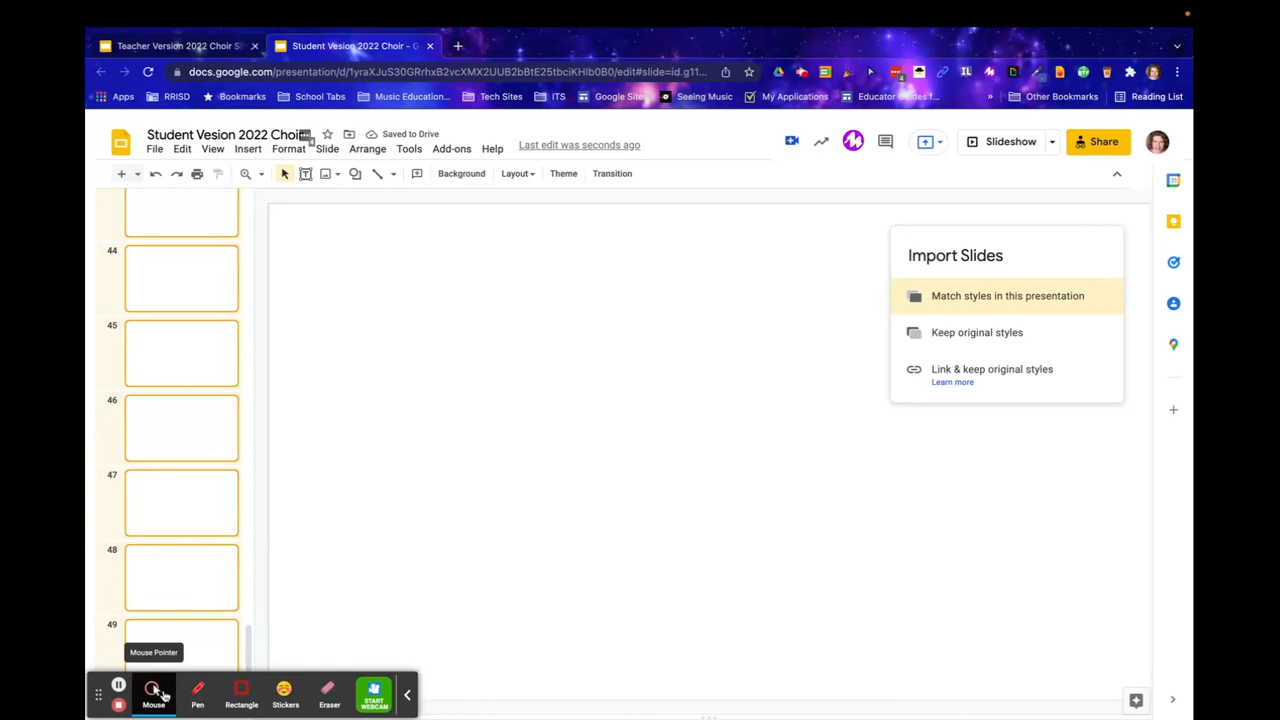 Teacher Version 2022 Choir S
Student Vesion 2022 Choir - G
docs.google.com/presentation/d/1yraXJuS30GRrhxB2vcXMX2UUB2bBtE25tbciKHIb0B0/edit#slide=id.g11...
Apps RRISD Bookmarks School Tabs Music Education... Tech Sites ITS Google Sites Seeing Music My Applications Educator Guides f... » Other Bookmarks Reading List
Student Vesion 2022 Choir
Saved to Drive
File Edit View Insert Format Slide Arrange Tools Add-ons Help Last edit was seconds ago
Slideshow Share
Background Layout Theme Transition
44
45
46
47
48
49
Import Slides
Match styles in this presentation
Keep original styles
Link & keep original styles
Learn more
Mouse Pointer
Mouse Pen Rectangle Stickers Eraser START WEBCAM